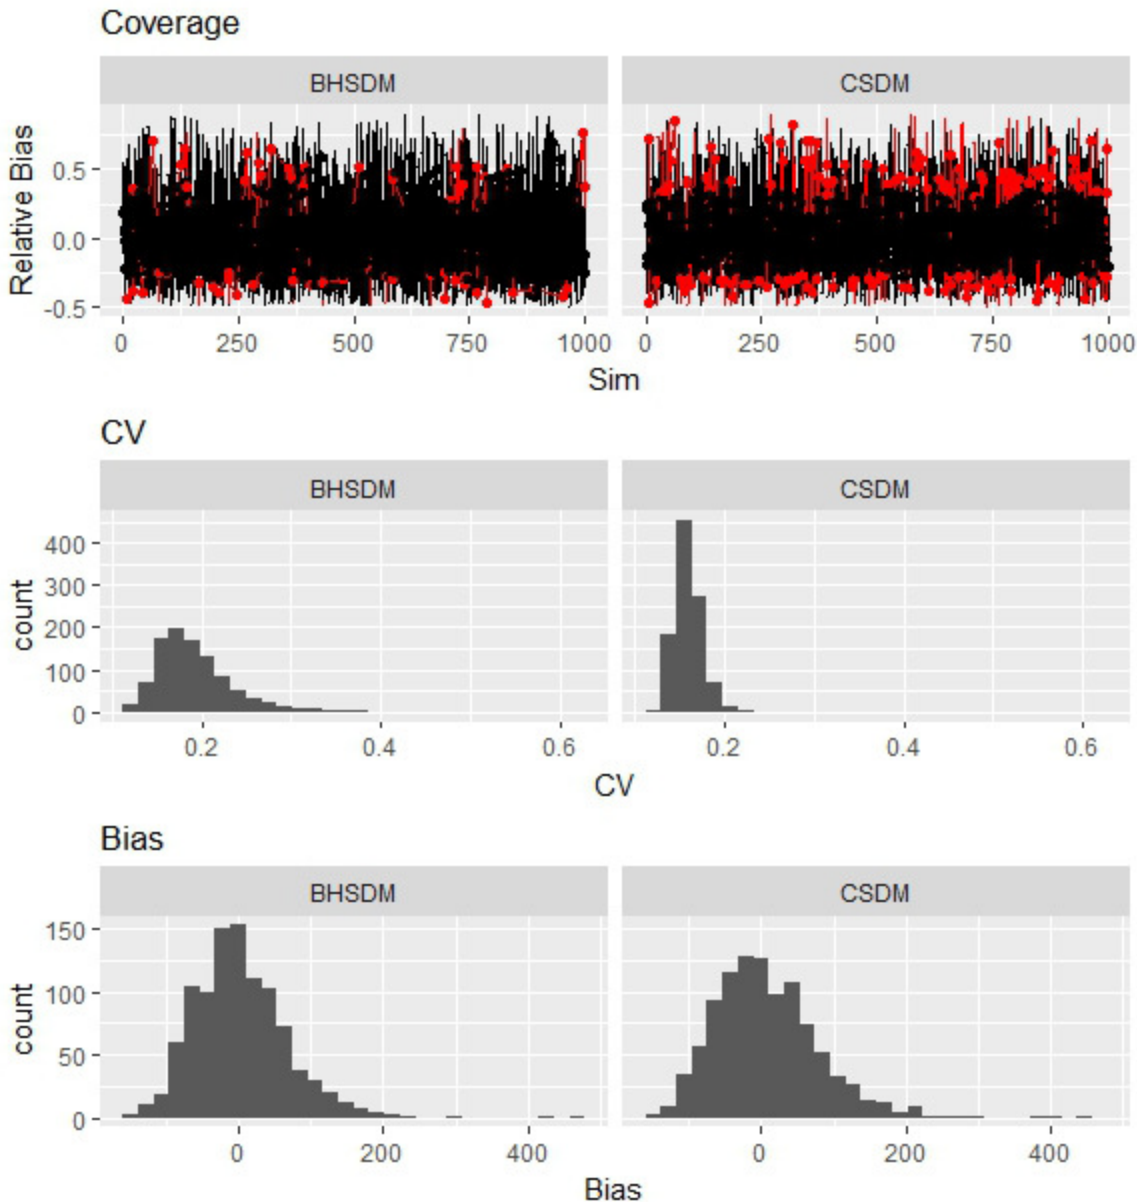 Coverage
BHSDM CSDM
Relative Bias
0.5
0.0
-0.5
0 250 500 750 1000 0 250 500 750 1000
Sim
CV
BHSDM CSDM
count
400
300
200
100
0
0.2 0.4 0.6 0.2 0.4 0.6
CV
Bias
BHSDM CSDM
count
150
100
50
0
0 200 400 0 200 400
Bias